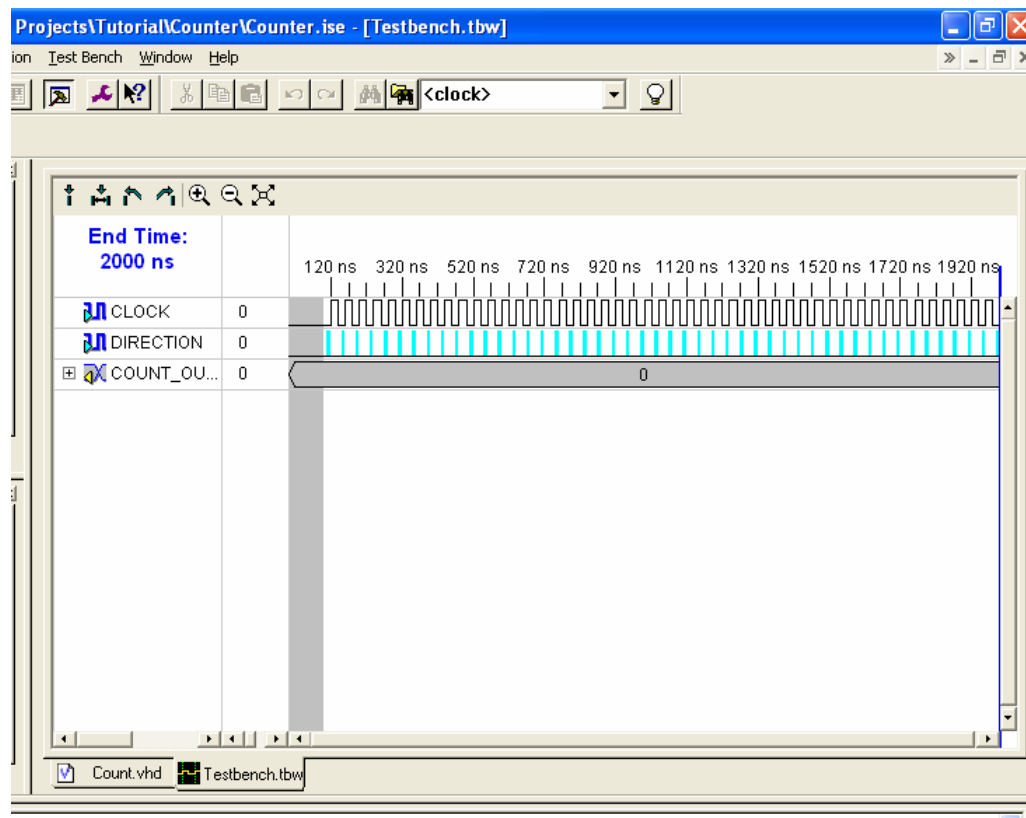 Projects\Tutorial\Counter\Counter.ise - [Testbench.tbw]
ion Test Bench Window Help
<clock>
End Time:
2000 ns
120 ns 320 ns 520 ns 720 ns 920 ns 1120 ns 1320 ns 1520 ns 1720 ns 1920 ns
CLOCK 0
DIRECTION 0
COUNT_OU... 0 0
Count.vhd Testbench.tbw